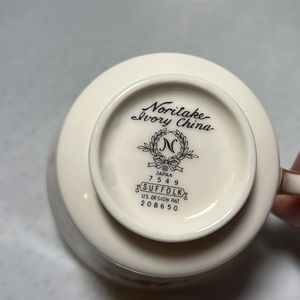 Noritake
Ivory China
N
JAPAN
7549
SUFFOLK
U.S. DESIGN PAT.
208650